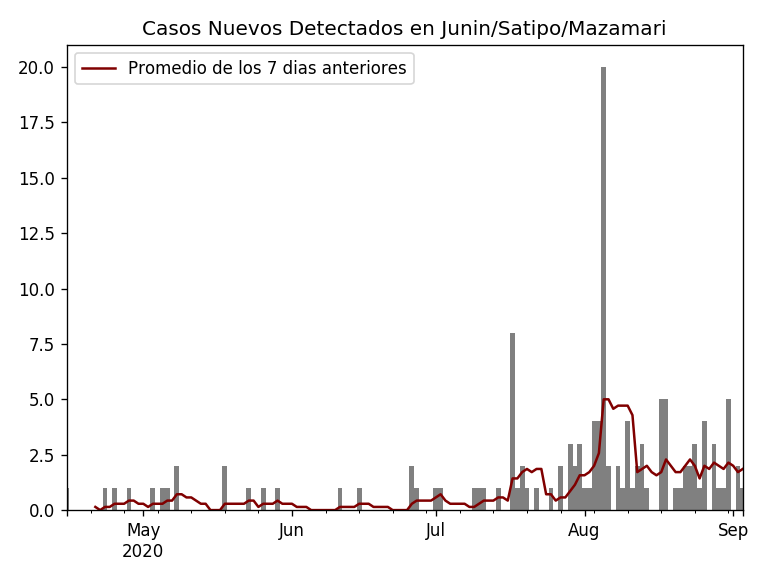 Casos Nuevos Detectados en Junin/Satipo/Mazamari
Promedio de los 7 dias anteriores
20.0
17.5
15.0
12.5
10.0
7.5
5.0
2.5
0.0
May
2020
Jun
Jul
Aug
Sep